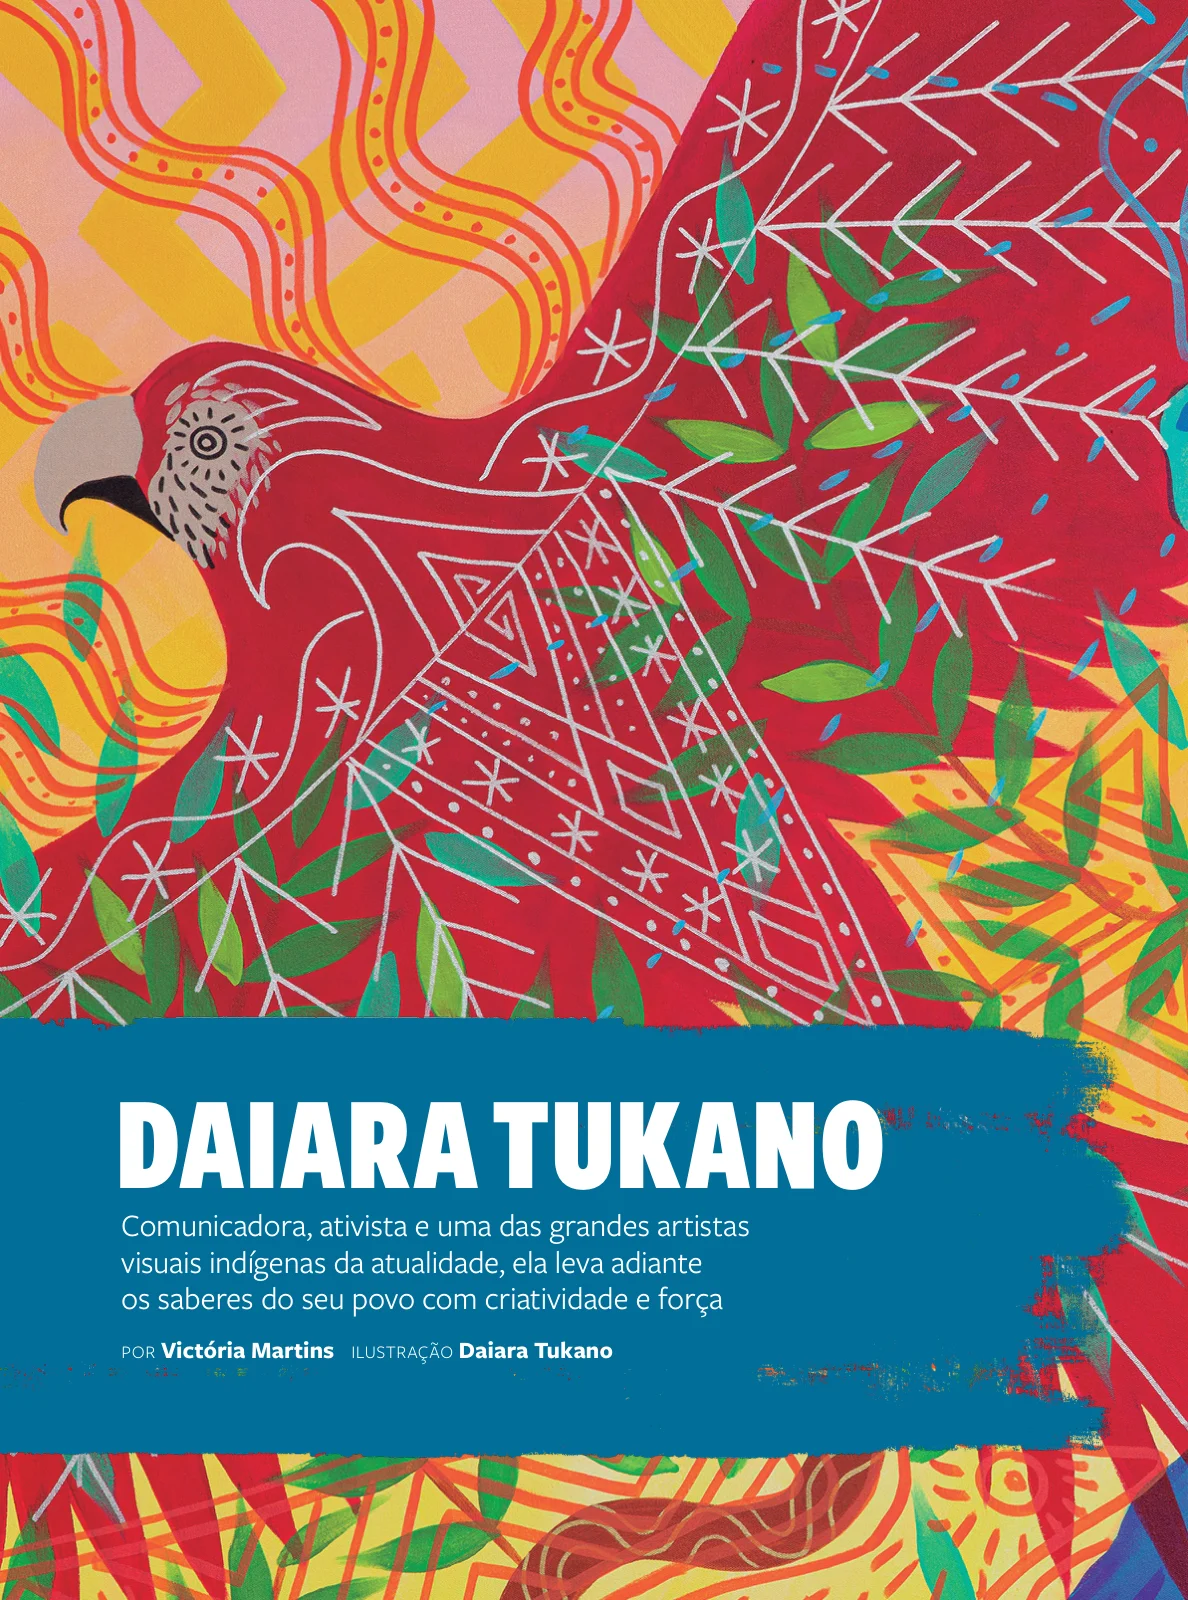 DAIARA TUKANO
Comunicadora, ativista e uma das grandes artistas
visuais indígenas da atualidade, ela leva adiante
os saberes do seu povo com criatividade e força
POR Victória Martins ILUSTRAÇÃO Daiara Tukano